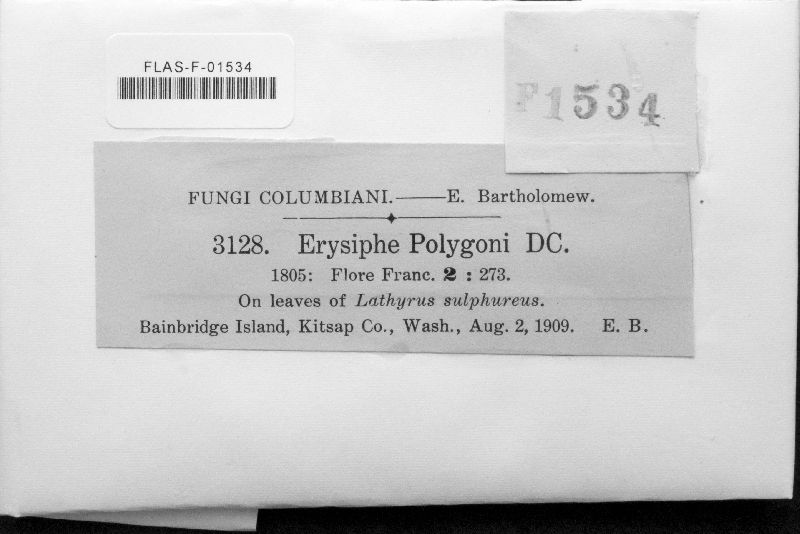 FLAS-F-01534
F1534
FUNGI COLUMBIANI.——E. Bartholomew.
3128. Erysiphe Polygoni DC.
1805: Flore Franc. 2 : 273.
On leaves of Lathyrus sulphureus.
Bainbridge Island, Kitsap Co., Wash., Aug. 2, 1909. E. B.